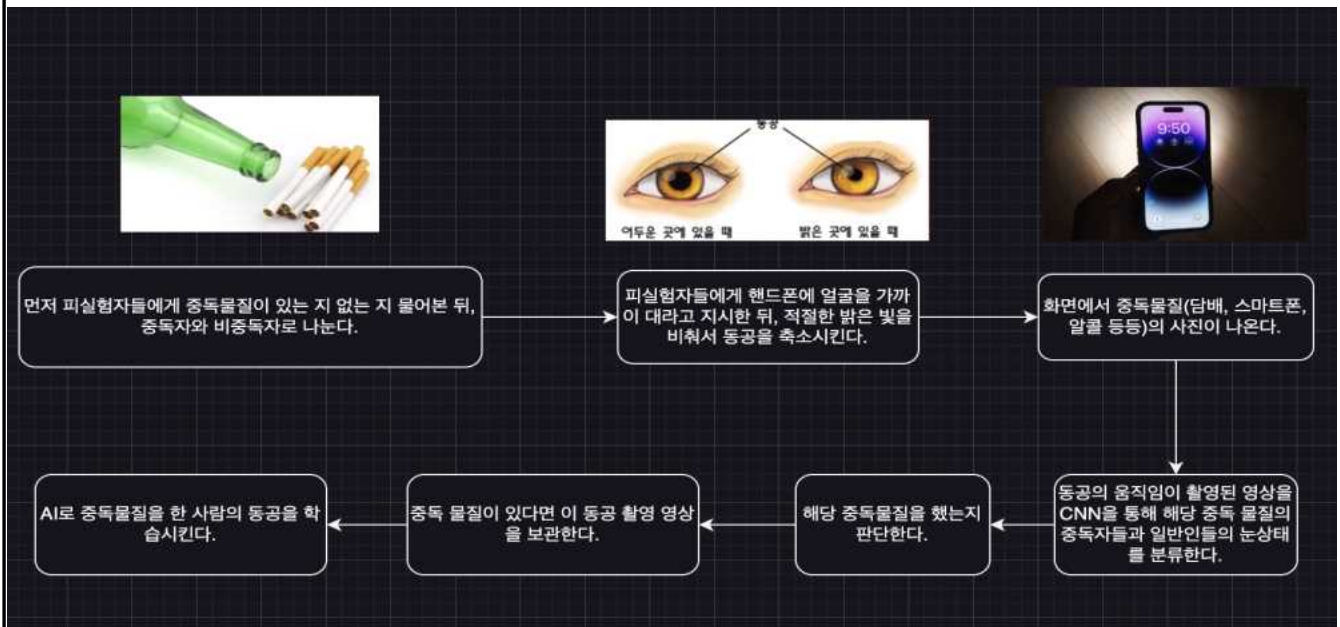 동공
어두운 곳에 있을 때
밝은 곳에 있을 때
9:50
먼저 피실험자들에게 중독물질이 있는 지 없는 지 물어본 뒤,
중독자와 비중독자로 나눈다.
피실험자들에게 핸드폰에 얼굴을 가까
이 대라고 지시한 뒤, 적절한 밝은 빛을
비춰서 동공을 축소시킨다.
화면에서 중독물질(담배, 스마트폰,
알콜 등등)의 사진이 나온다.
동공의 움직임이 촬영된 영상을
CNN을 통해 해당 중독 물질의
중독자들과 일반인들의 눈상태
를 분류한다.
해당 중독물질을 했는지
판단한다.
중독 물질이 있다면 이 동공 촬영 영상
을 보관한다.
AI로 중독물질을 한 사람의 동공을 학
습시킨다.